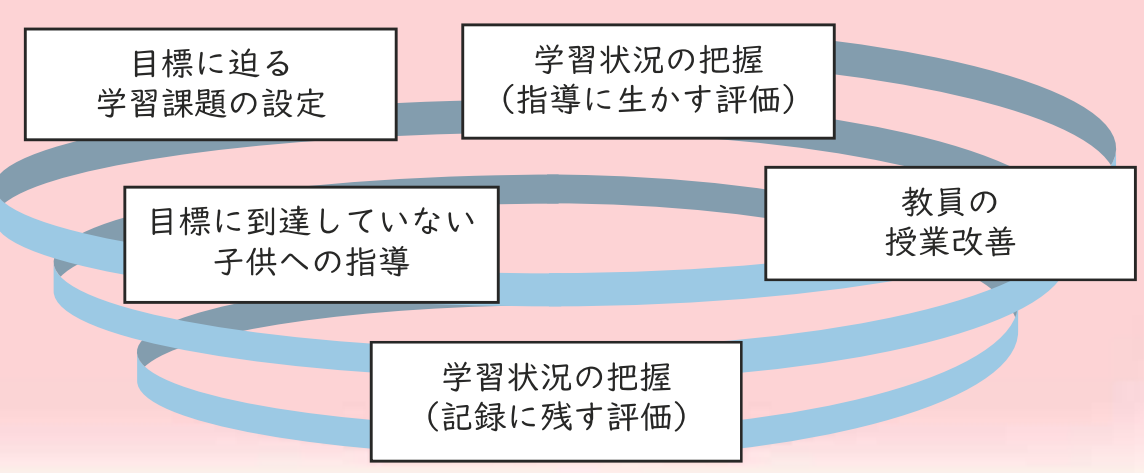 目標に迫る
学習課題の設定
学習状況の把握
（指導に生かす評価）
教員の
授業改善
目標に到達していない
子供への指導
学習状況の把握
（記録に残す評価）